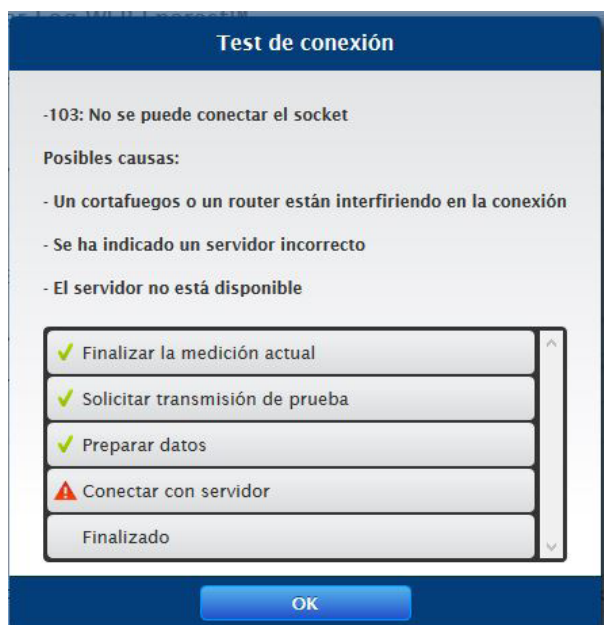 Test de conexión
-103: No se puede conectar el socket
Posibles causas:
- Un cortafuegos o un router están interfiriendo en la conexión
- Se ha indicado un servidor incorrecto
- El servidor no está disponible
Finalizar la medición actual
Solicitar transmisión de prueba
Preparar datos
Conectar con servidor
Finalizado
OK